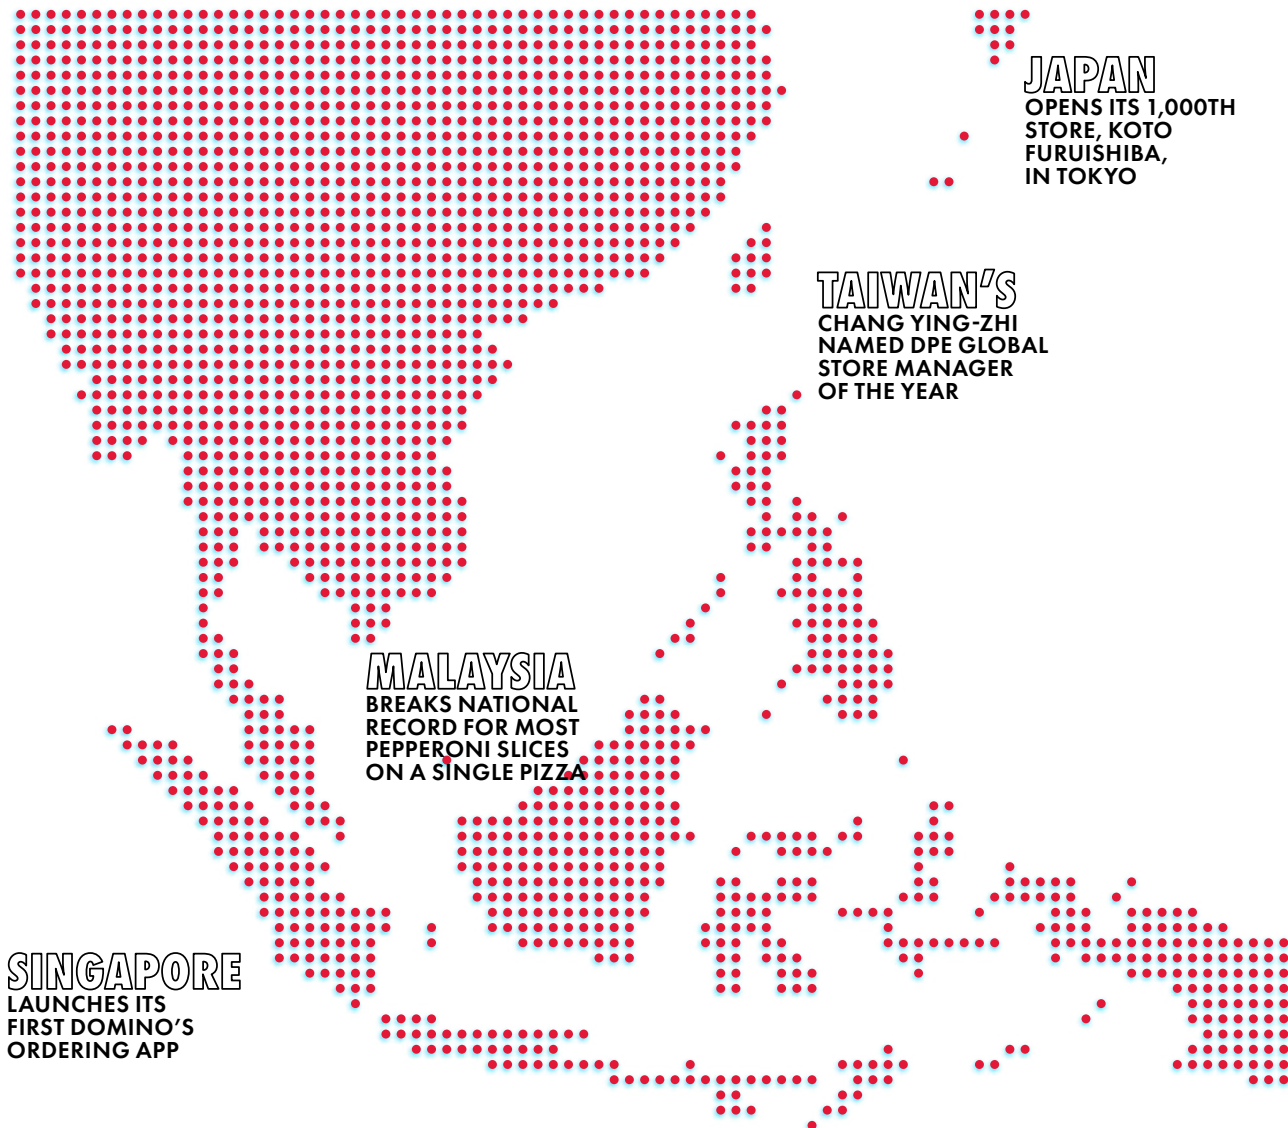 JAPAN
OPENS ITS 1,000TH
STORE, KOTO
FURUISHIBA,
IN TOKYO
TAIWAN'S
CHANG YING-ZHI
NAMED DPE GLOBAL
STORE MANAGER
OF THE YEAR
MALAYSIA
BREAKS NATIONAL
RECORD FOR MOST
PEPPERONI SLICES
ON A SINGLE PIZZA
SINGAPORE
LAUNCHES ITS
FIRST DOMINO'S
ORDERING APP